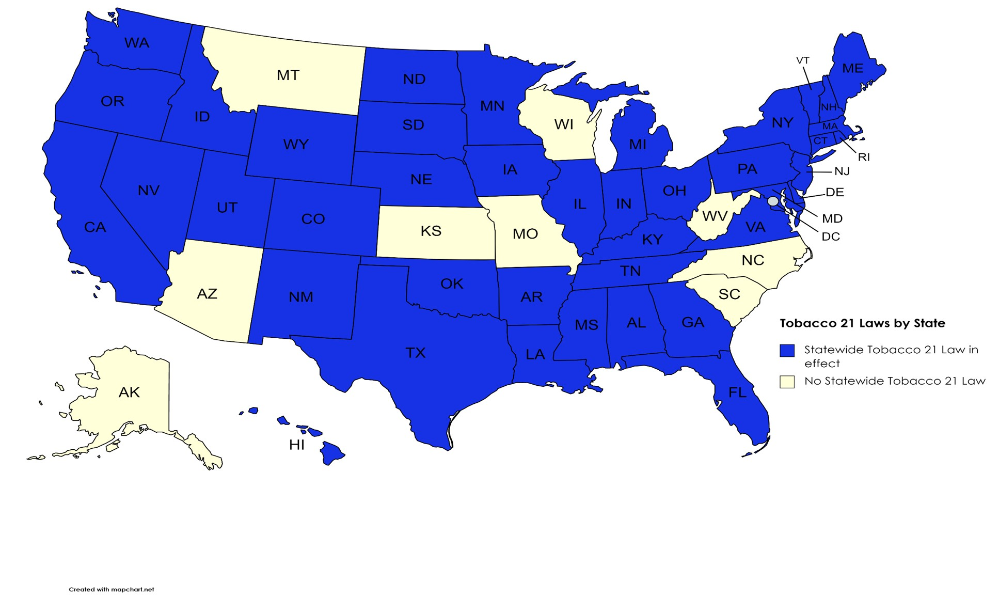 WA
MT
ND
MN
VT
ME
OR
ID
SD
WI
MI
NY
NH
MA
CT
RI
WY
IA
PA
NJ
NV
UT
NE
IL
IN
OH
DE
CA
CO
KS
MO
WV
VA
MD
DC
KY
NC
AZ
NM
OK
AR
TN
SC
MS
AL
GA
TX
LA
FL
AK
HI
Tobacco 21 Laws by State
Statewide Tobacco 21 Law in
effect
No Statewide Tobacco 21 Law
Created with mapchart.net